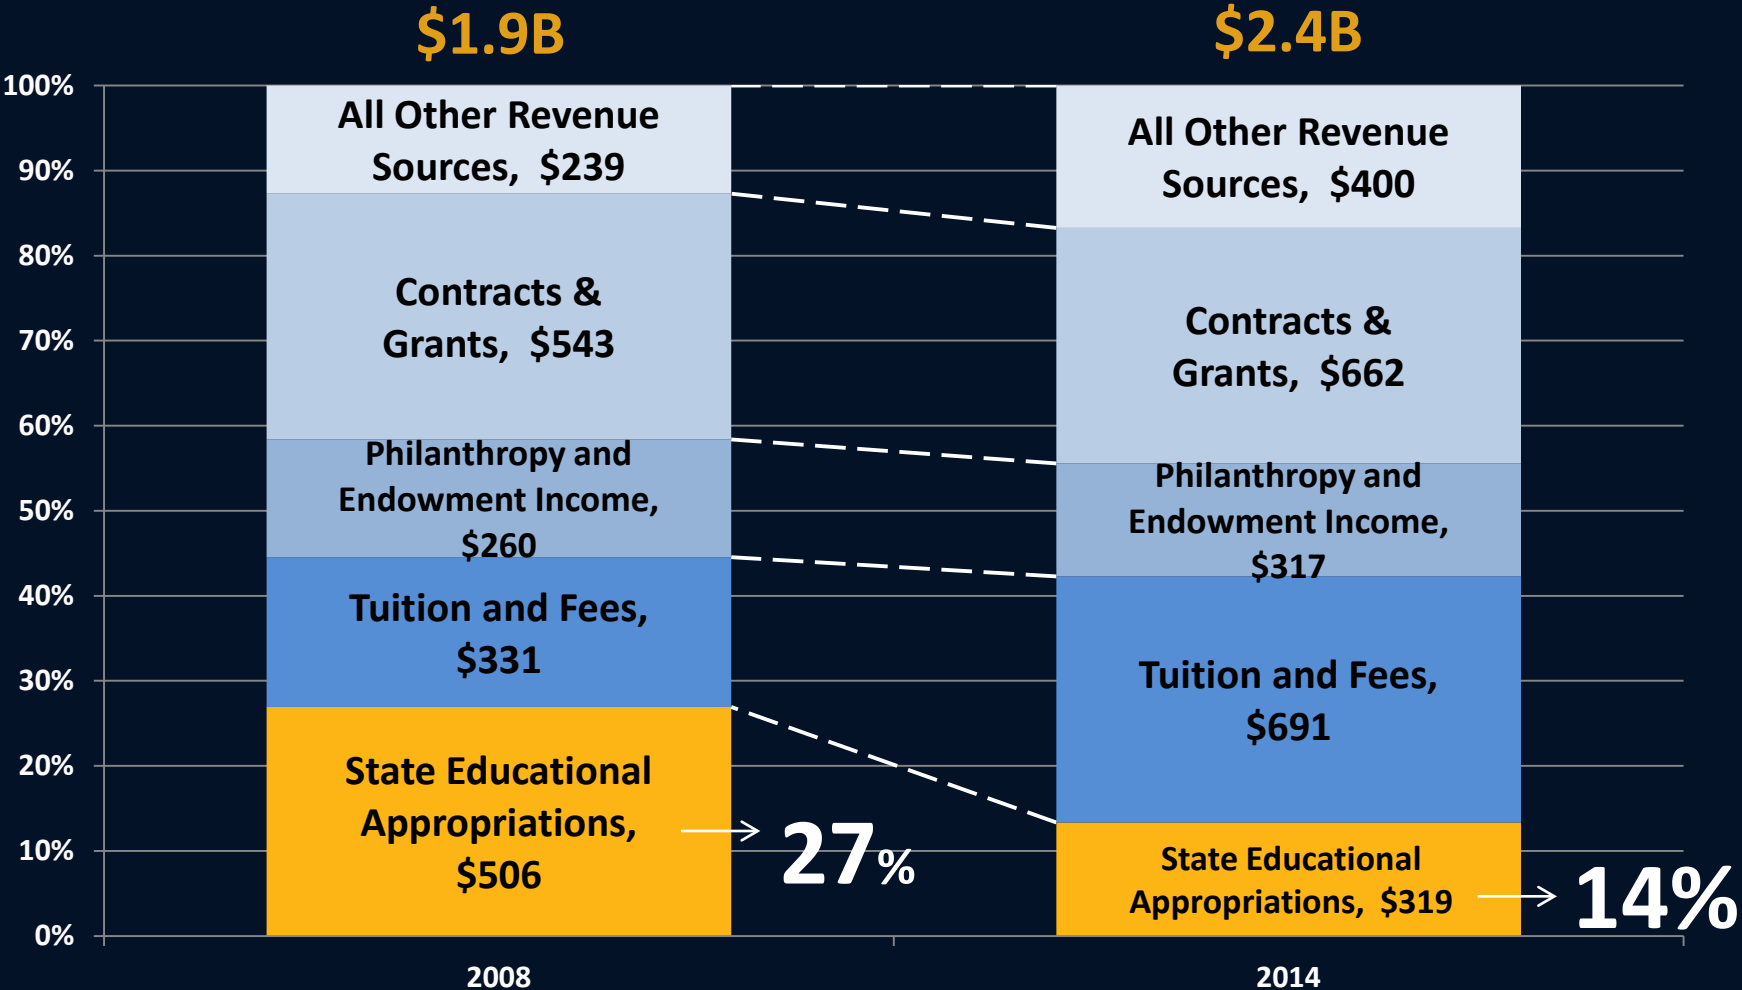 $1.9B
$2.4B
100%
90%
80%
70%
60%
50%
40%
30%
20%
10%
0%
All Other Revenue
Sources, $239
Contracts &
Grants, $543
Philanthropy and
Endowment Income,
$260
Tuition and Fees,
$331
State Educational
Appropriations,
$506
27%
All Other Revenue
Sources, $400
Contracts &
Grants, $662
Philanthropy and
Endowment Income,
$317
Tuition and Fees,
$691
State Educational
Appropriations, $319
14%
2008
2014